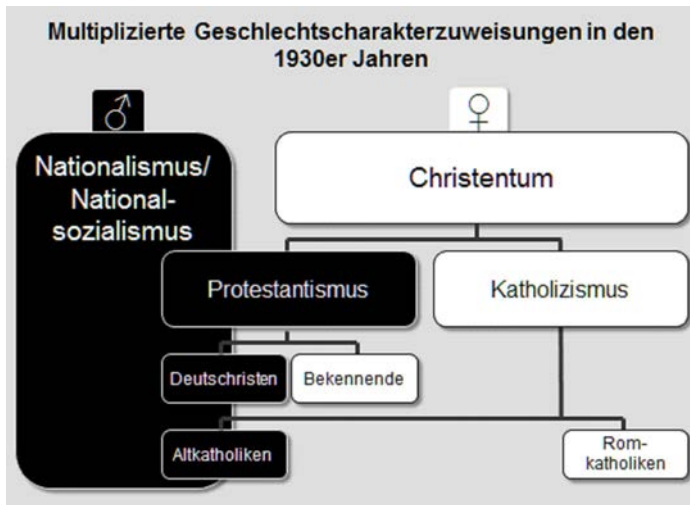 Multiplizierte Geschlechtscharakterzuweisungen in den
1930er Jahren
♂
♀
Nationalismus/
National-
sozialismus
Christentum
Protestantismus
Katholizismus
Deutschristen
Bekennende
Altkatholiken
Rom-
katholiken